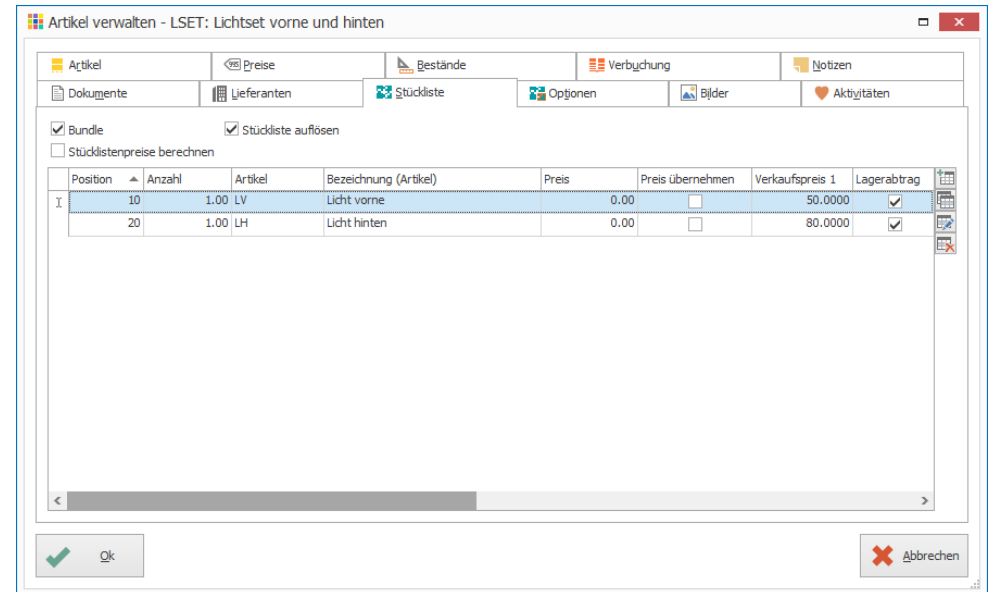 Artikel verwalten - LSET: Lichtset vorne und hinten
Artikel Preise Bestände Verbuchung Notizen
Dokumente Lieferanten Stückliste Optionen Bilder Aktivitäten
Bundle Stückliste auflösen
Stücklistenpreise berechnen
Position Anzahl Artikel Bezeichnung (Artikel) Preis Preis übernehmen Verkaufspreis 1 Lagerabtrag
10 1.00 LV Licht vorne 0.00 50.0000
20 1.00 LH Licht hinten 0.00 80.0000
Ok Abbrechen